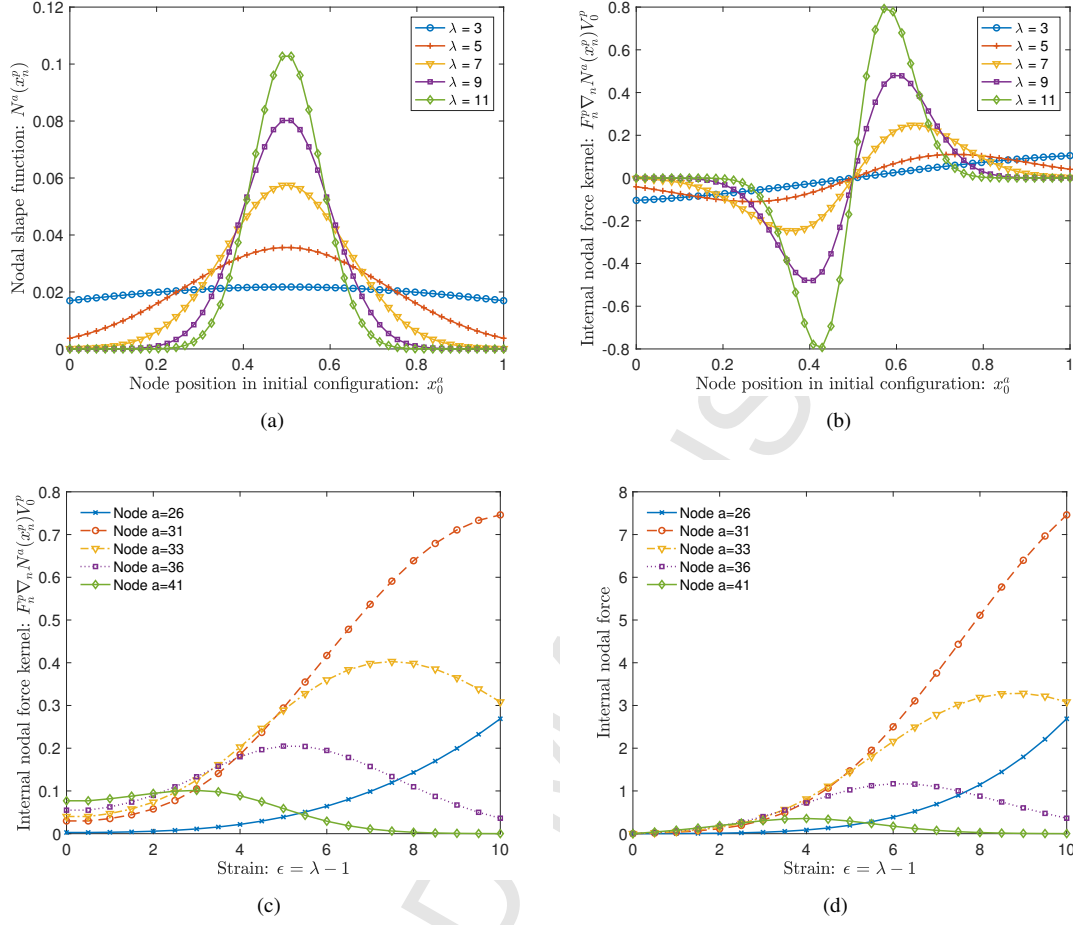 0.12
0.1
0.08
0.06
0.04
0.02
0
0 0.2 0.4 0.6 0.8 1
Nodal shape function: N^a(x_n^p)
Node position in initial configuration: x_0^a
λ = 3
λ = 5
λ = 7
λ = 9
λ = 11
(a)
0.8
0.6
0.4
0.2
0
-0.2
-0.4
-0.6
-0.8
0 0.2 0.4 0.6 0.8 1
Internal nodal force kernel: F_n^p ∇_n N^a(x_n^p)V_0^p
Node position in initial configuration: x_0^a
λ = 3
λ = 5
λ = 7
λ = 9
λ = 11
(b)
0.8
0.7
0.6
0.5
0.4
0.3
0.2
0.1
0
0 2 4 6 8 10
Internal nodal force kernel: F_n^p ∇_n N^a(x_n^p)V_0^p
Strain: ϵ = λ − 1
Node a=26
Node a=31
Node a=33
Node a=36
Node a=41
(c)
8
7
6
5
4
3
2
1
0
0 2 4 6 8 10
Internal nodal force
Strain: ϵ = λ − 1
Node a=26
Node a=31
Node a=33
Node a=36
Node a=41
(d)